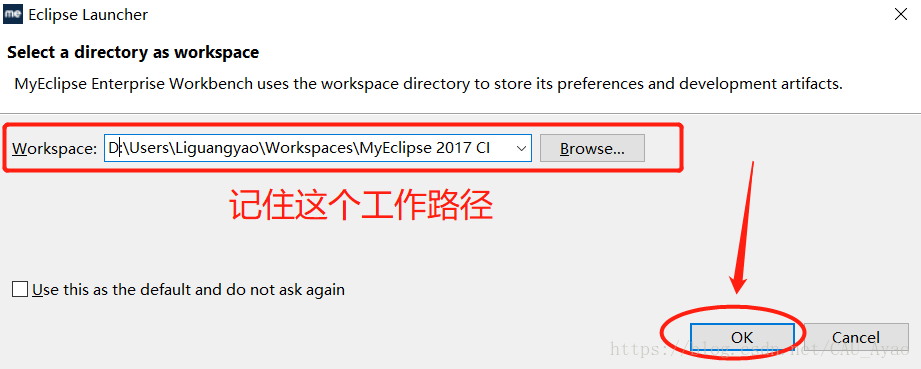 me Eclipse Launcher
Select a directory as workspace
MyEclipse Enterprise Workbench uses the workspace directory to store its preferences and development artifacts.
Workspace: D:\Users\Liguangyao\Workspaces\MyEclipse 2017 CI Browse...
记住这个工作路径
Use this as the default and do not ask again
OK Cancel
https://blog.csdn.net/CAU_Ayao